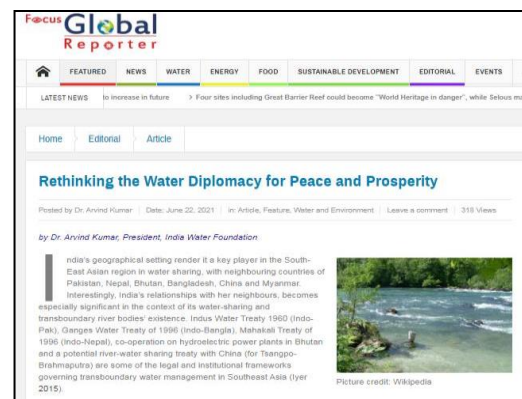 Focus Global
Reporter
FEATURED NEWS WATER ENERGY FOOD SUSTAINABLE DEVELOPMENT EDITORIAL EVENTS
LATEST NEWS to increase in future > Four sites including Great Barrier Reef could become "World Heritage in danger", while Selous ma
Home Editorial Article
Rethinking the Water Diplomacy for Peace and Prosperity
Posted by Dr. Arvind Kumar Date: June 22, 2021 in: Article, Feature, Water and Environment Leave a comment 318 Views
by Dr. Arvind Kumar, President, India Water Foundation
India's geographical setting render it a key player in the South-
East Asian region in water sharing, with neighbouring countries of
Pakistan, Nepal, Bhutan, Bangladesh, China and Myanmar.
Interestingly, India's relationships with her neighbours, becomes
especially significant in the context of its water-sharing and
transboundary river bodies' existence. Indus Water Treaty 1960 (Indo-
Pak), Ganges Water Treaty of 1996 (Indo-Bangla), Mahakali Treaty of
1996 (Indo-Nepal), co-operation on hydroelectric power plants in Bhutan
and a potential river-water sharing treaty with China (for Tsangpo-
Brahmaputra) are some of the legal and institutional frameworks
governing transboundary water management in Southeast Asia (Iyer
2015).
Picture credit: Wikipedia